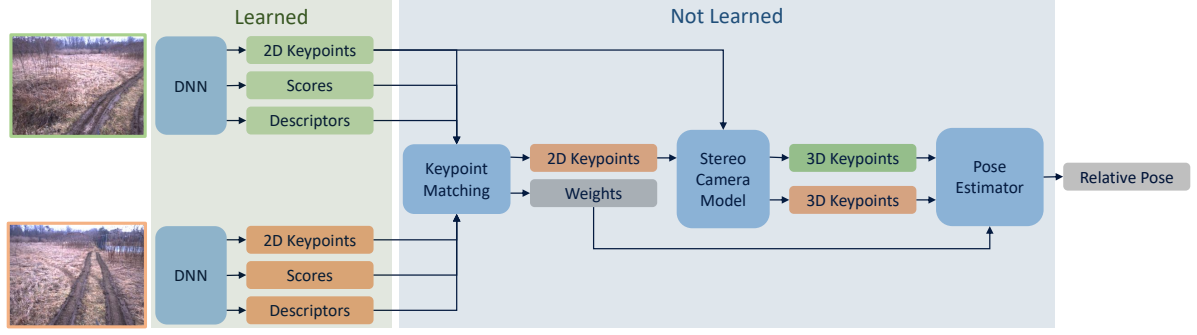 Learned
Not Learned
DNN
2D Keypoints
Scores
Descriptors
Keypoint
Matching
2D Keypoints
Weights
Stereo
Camera
Model
3D Keypoints
3D Keypoints
Pose
Estimator
Relative Pose
DNN
2D Keypoints
Scores
Descriptors